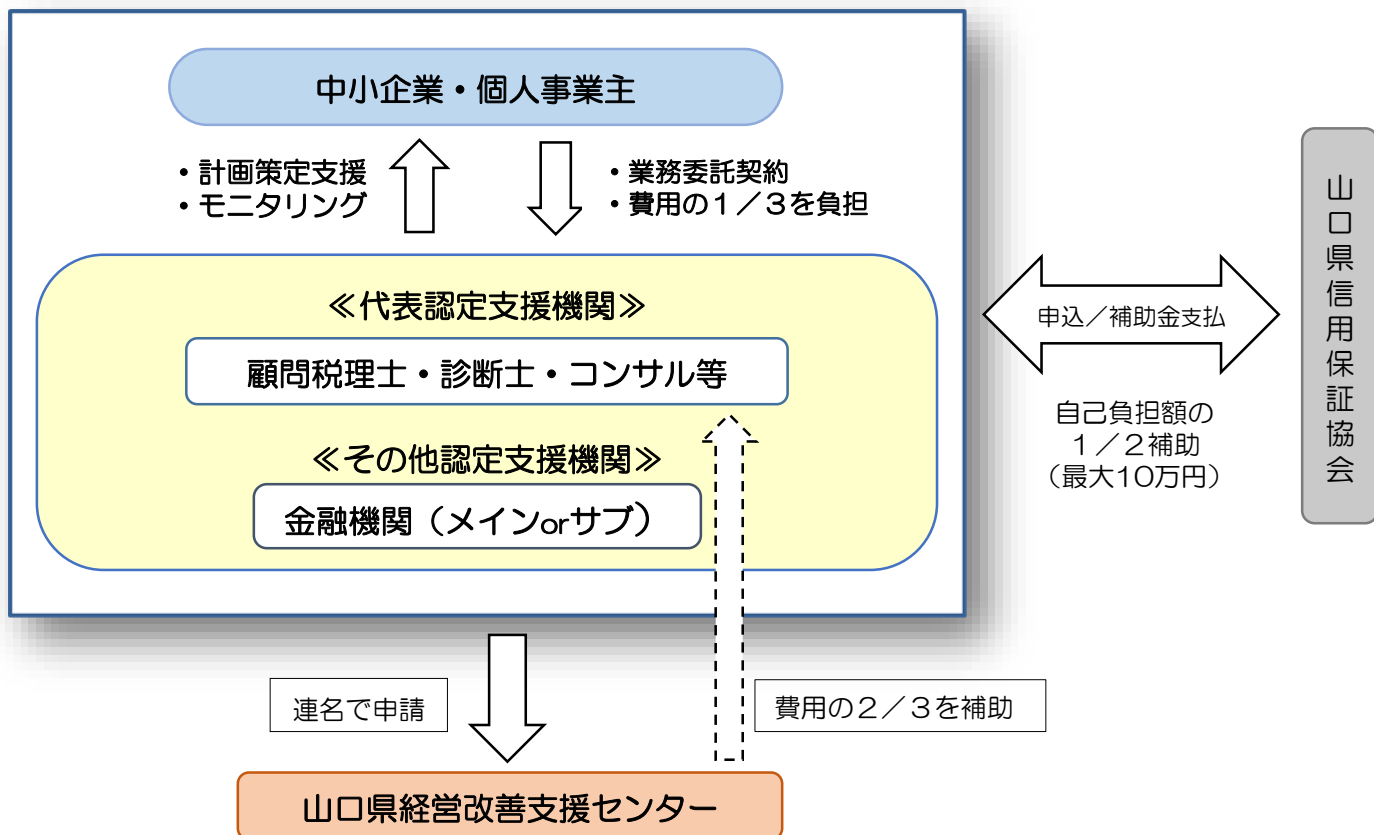 中小企業・個人事業主
・計画策定支援
・モニタリング
・業務委託契約
・費用の１／３を負担
≪代表認定支援機関≫
顧問税理士・診断士・コンサル等
≪その他認定支援機関≫
金融機関（メインorサブ）
申込／補助金支払
自己負担額の
１／２補助
（最大10万円）
山口県信用保証協会
連名で申請
費用の２／３を補助
山口県経営改善支援センター